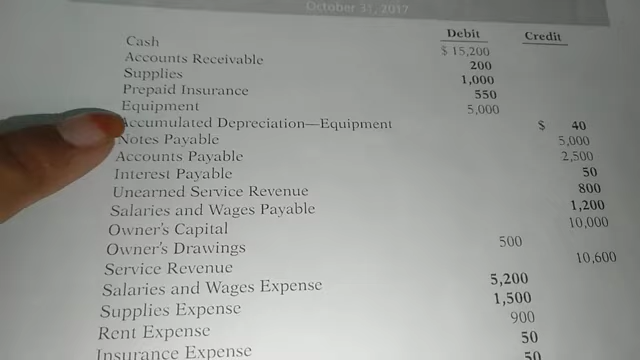 October 31, 2017
Debit Credit
Cash $ 15,200
Accounts Receivable 200
Supplies 1,000
Prepaid Insurance 550
Equipment 5,000
Accumulated Depreciation—Equipment $ 40
Notes Payable 5,000
Accounts Payable 2,500
Interest Payable 50
Unearned Service Revenue 800
Salaries and Wages Payable 1,200
Owner's Capital 10,000
Owner's Drawings 500
Service Revenue 10,600
Salaries and Wages Expense 5,200
Supplies Expense 1,500
Rent Expense 900
Insurance Expense 50
50